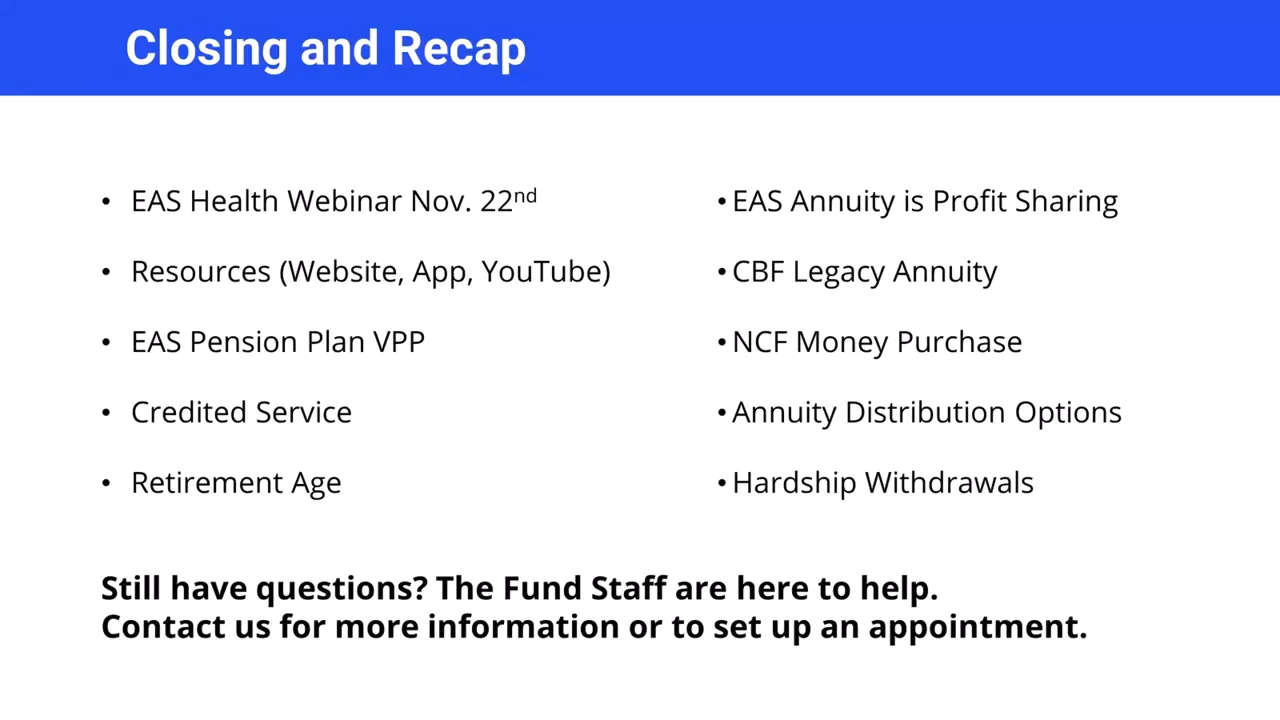 Closing and Recap
• EAS Health Webinar Nov. 22nd
• Resources (Website, App, YouTube)
• EAS Pension Plan VPP
• Credited Service
• Retirement Age
• EAS Annuity is Profit Sharing
• CBF Legacy Annuity
• NCF Money Purchase
• Annuity Distribution Options
• Hardship Withdrawals
Still have questions? The Fund Staff are here to help.
Contact us for more information or to set up an appointment.